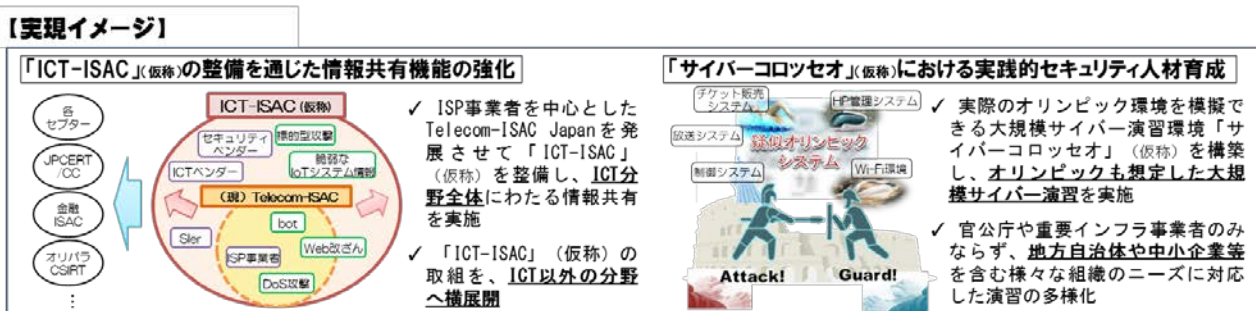 【実現イメージ】
「ICT-ISAC」(仮称)の整備を通じた情報共有機能の強化
各
セプター
JPCERT
/CC
金融
ISAC
オリパラ
CSIRT
⋮
ICT-ISAC(仮称)
セキュリティ
ベンダー
標的型攻撃
ICTベンダー
脆弱な
IoTシステム情報
(現) Telecom-ISAC
bot
SIer
Web改ざん
ISP事業者
DoS攻撃
✓ ISP事業者を中心とした
Telecom-ISAC Japanを発
展させて「ICT-ISAC」
(仮称)を整備し、ICT分
野全体にわたる情報共有
を実施
✓ 「ICT-ISAC」(仮称)の
取組を、ICT以外の分野
へ横展開
「サイバーコロッセオ」(仮称)における実践的セキュリティ人材育成
チケット販売
システム
HP管理システム
放送システム
疑似オリンピック
システム
制御システム
Wi-Fi環境
Attack!
Guard!
✓ 実際のオリンピック環境を模擬で
きる大規模サイバー演習環境「サ
イバーコロッセオ」(仮称)を構築
し、オリンピックも想定した大規
模サイバー演習を実施
✓ 官公庁や重要インフラ事業者のみ
ならず、地方自治体や中小企業等
を含む様々な組織のニーズに対応
した演習の多様化